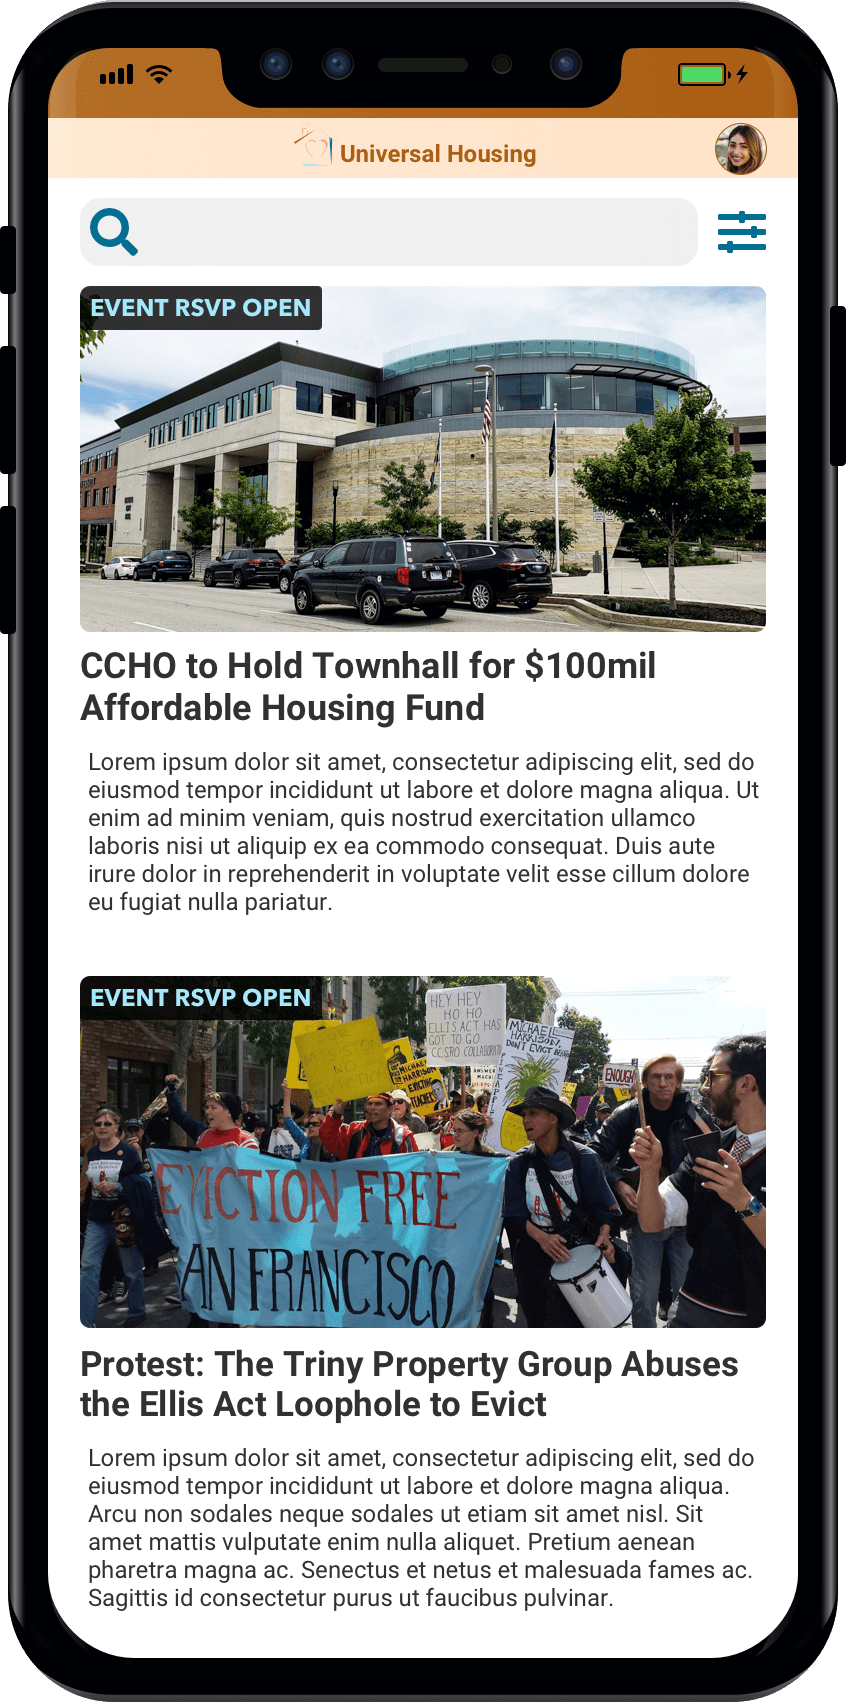 Universal Housing
EVENT RSVP OPEN
CCHO to Hold Townhall for $100mil
Affordable Housing Fund
Lorem ipsum dolor sit amet, consectetur adipiscing elit, sed do
eiusmod tempor incididunt ut labore et dolore magna aliqua. Ut
enim ad minim veniam, quis nostrud exercitation ullamco
laboris nisi ut aliquip ex ea commodo consequat. Duis aute
irure dolor in reprehenderit in voluptate velit esse cillum dolore
eu fugiat nulla pariatur.
EVENT RSVP OPEN
HEY HEY
HO HO
ELLIS ACT HAS
GOT TO GO
CCSRO COLLABORATI
MICHAEL
HARRISON,
DON'T EVICT
NO
MICHAEL
HARRISON
EVICTING
TEACHERS
ENOUGH
EVICTION FREE
AN FRANCISCO
Protest: The Triny Property Group Abuses
the Ellis Act Loophole to Evict
Lorem ipsum dolor sit amet, consectetur adipiscing elit, sed do
eiusmod tempor incididunt ut labore et dolore magna aliqua.
Arcu non sodales neque sodales ut etiam sit amet nisl. Sit
amet mattis vulputate enim nulla aliquet. Pretium aenean
pharetra magna ac. Senectus et netus et malesuada fames ac.
Sagittis id consectetur purus ut faucibus pulvinar.